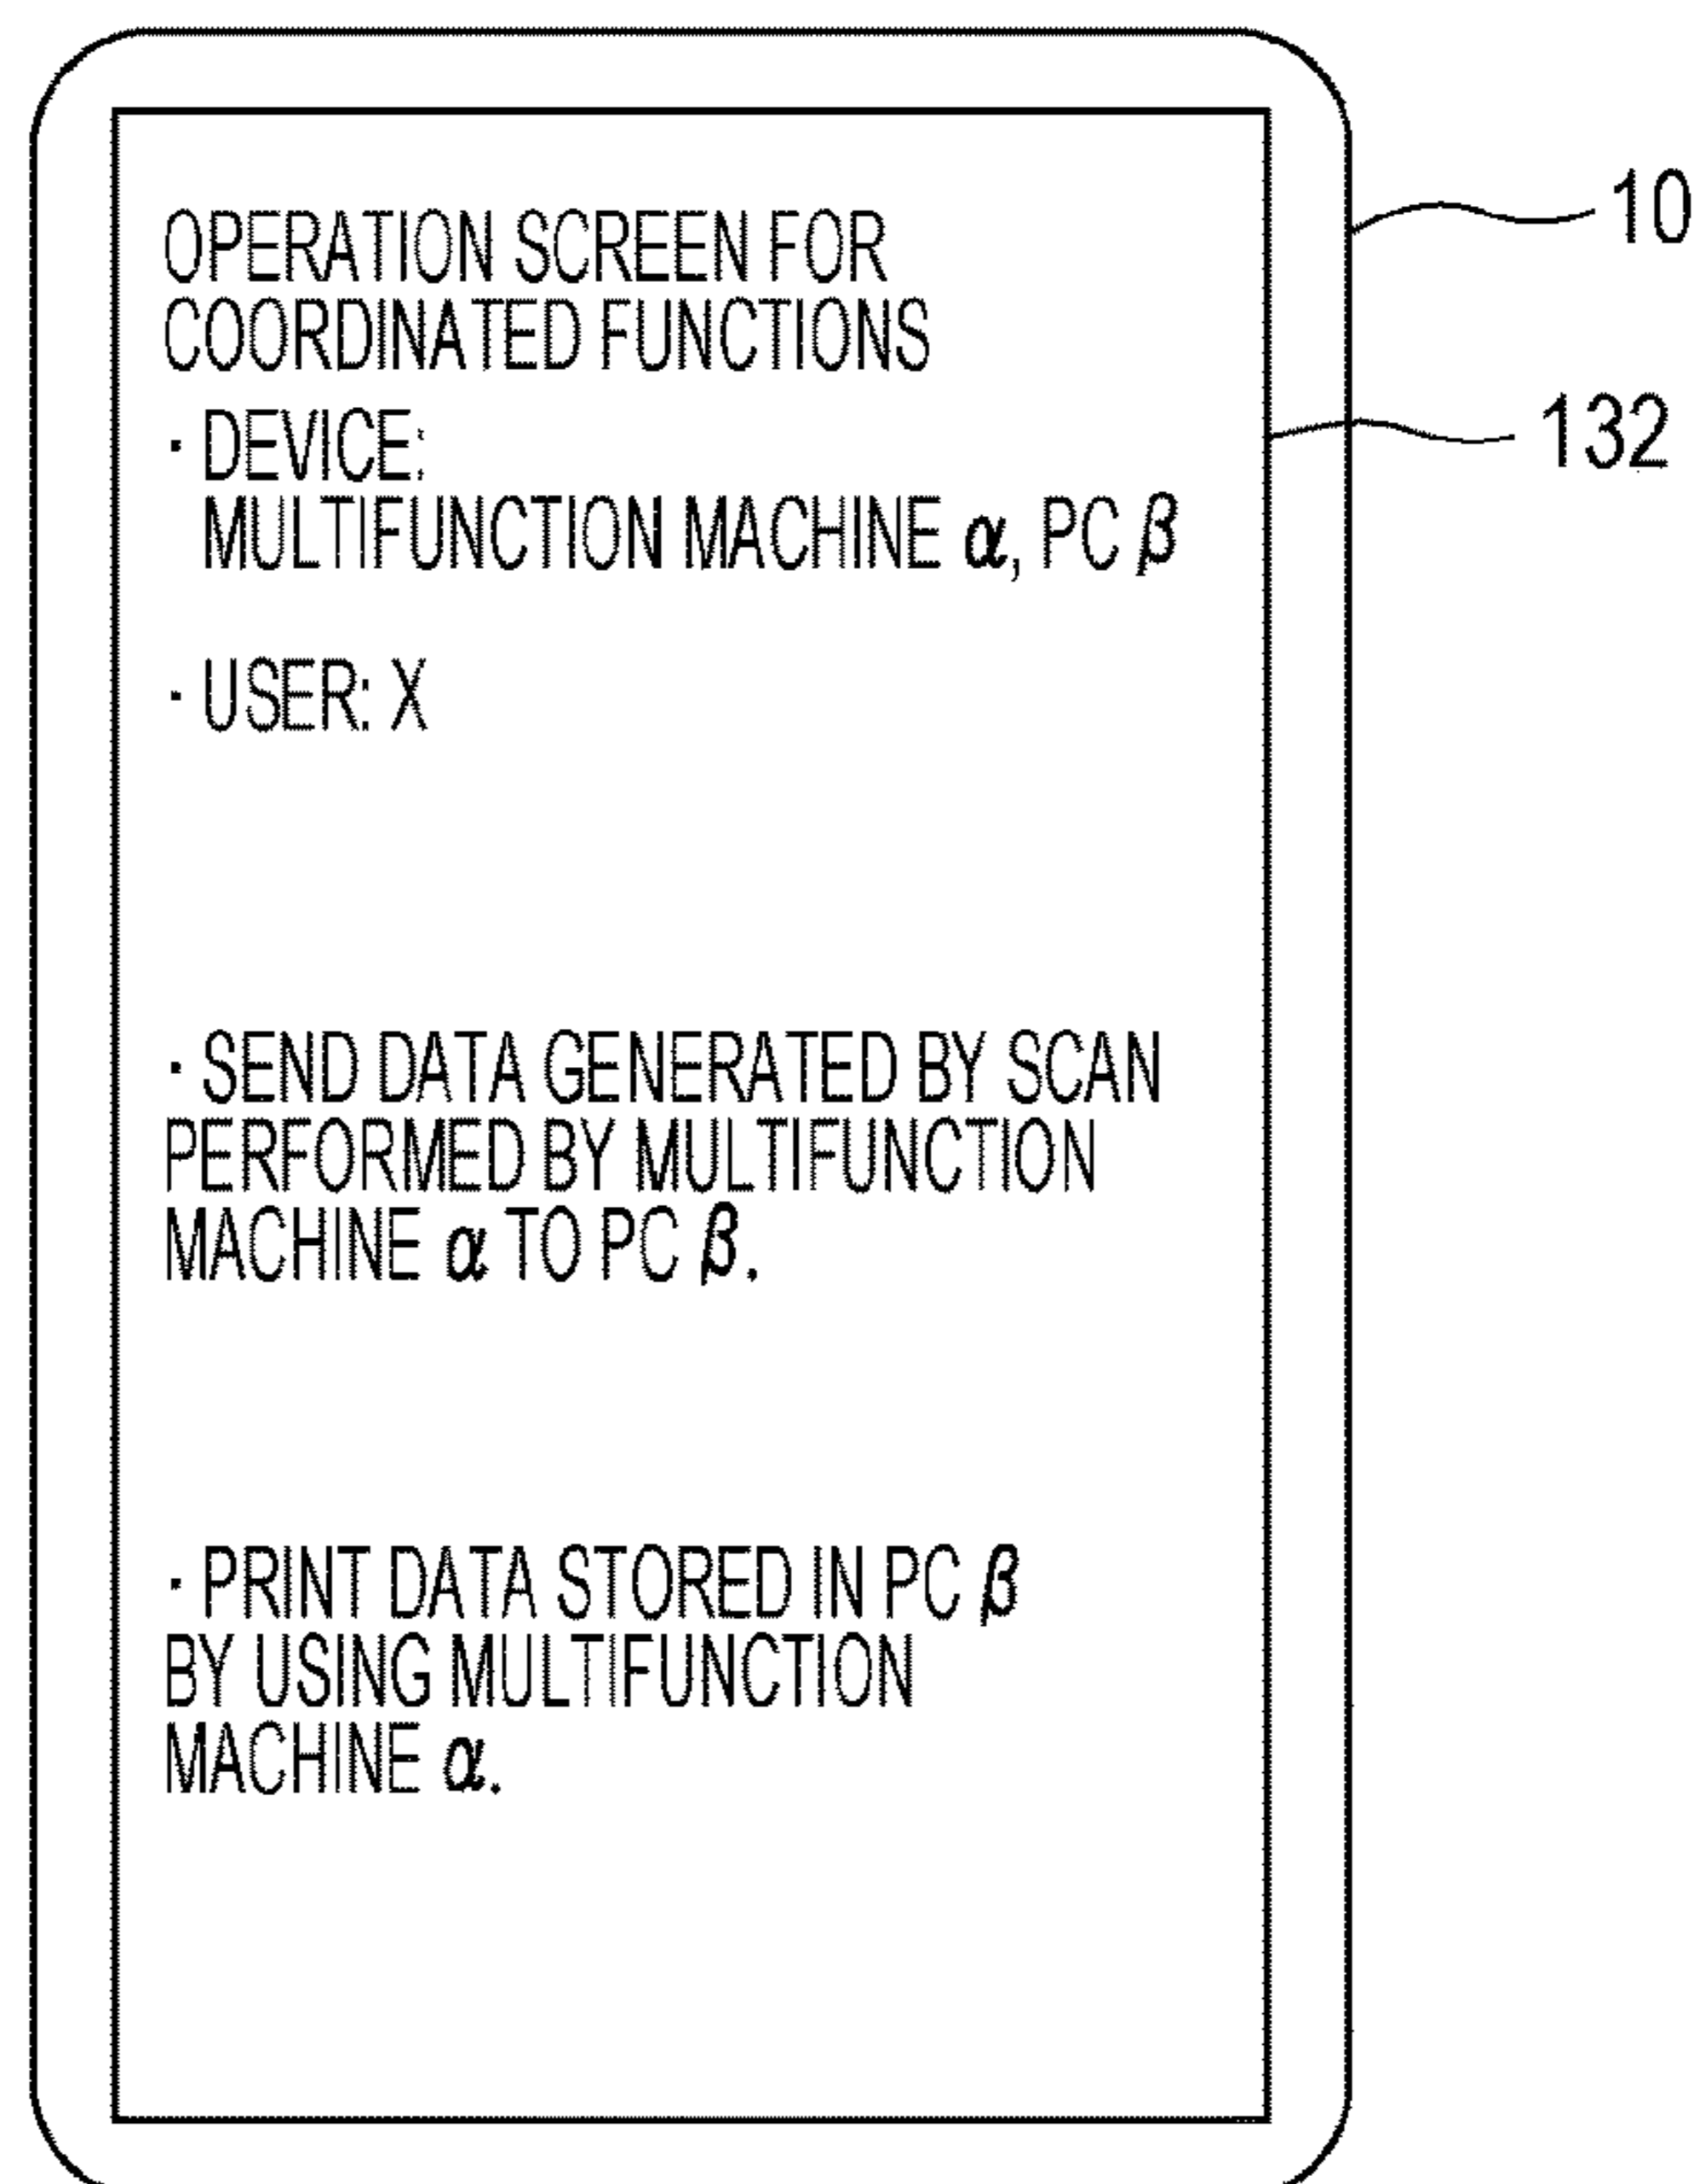 OPERATION SCREEN FOR
COORDINATED FUNCTIONS
· DEVICE:
MULTIFUNCTION MACHINE α, PC β
· USER: X
· SEND DATA GENERATED BY SCAN
PERFORMED BY MULTIFUNCTION
MACHINE α TO PC β.
· PRINT DATA STORED IN PC β
BY USING MULTIFUNCTION
MACHINE α.
10
132